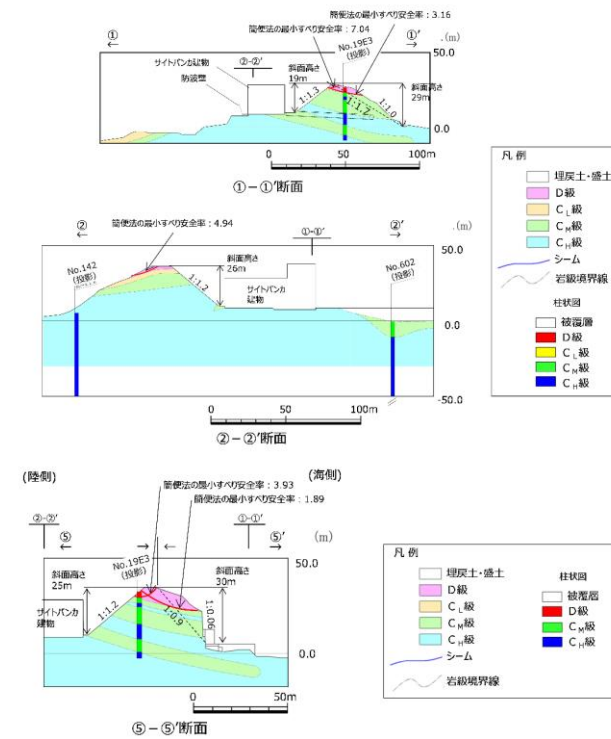 簡便法の最小すべり安全率：3.16
簡便法の最小すべり安全率：7.04
①
②-②'
No.19E3
(投影)
①'
.(m)
サイトバンカ建物
防波壁
斜面高さ
19m
斜面高さ
29m
50.0
0.0
1:1.3
1:1.2
1:1.0
0
50
100m
①－①'断面
②
簡便法の最小すべり安全率：4.94
①-①'
②'
(m)
No.142
(投影)
斜面高さ
26m
1:1.2
サイトバンカ
建物
No.602
(投影)
50.0
0.0
-50.0
0
50
100m
②－②'断面
凡 例
埋戻土・盛土
D級
CL級
CM級
CH級
シーム
岩級境界線
柱状図
被覆層
D級
CL級
CM級
CH級
(陸側)
(海側)
簡便法の最小すべり安全率：3.93
簡便法の最小すべり安全率：1.89
②-②'
①-①'
⑤
⑤'
(m)
No.19E3
(投影)
斜面高さ
25m
斜面高さ
30m
サイトバンカ
建物
1:1.2
1:0.9
1:0.06
50.0
0.0
0
50m
⑤－⑤'断面
凡 例
埋戻土・盛土
D級
CL級
CM級
CH級
シーム
岩級境界線
柱状図
被覆層
D級
CM級
CH級